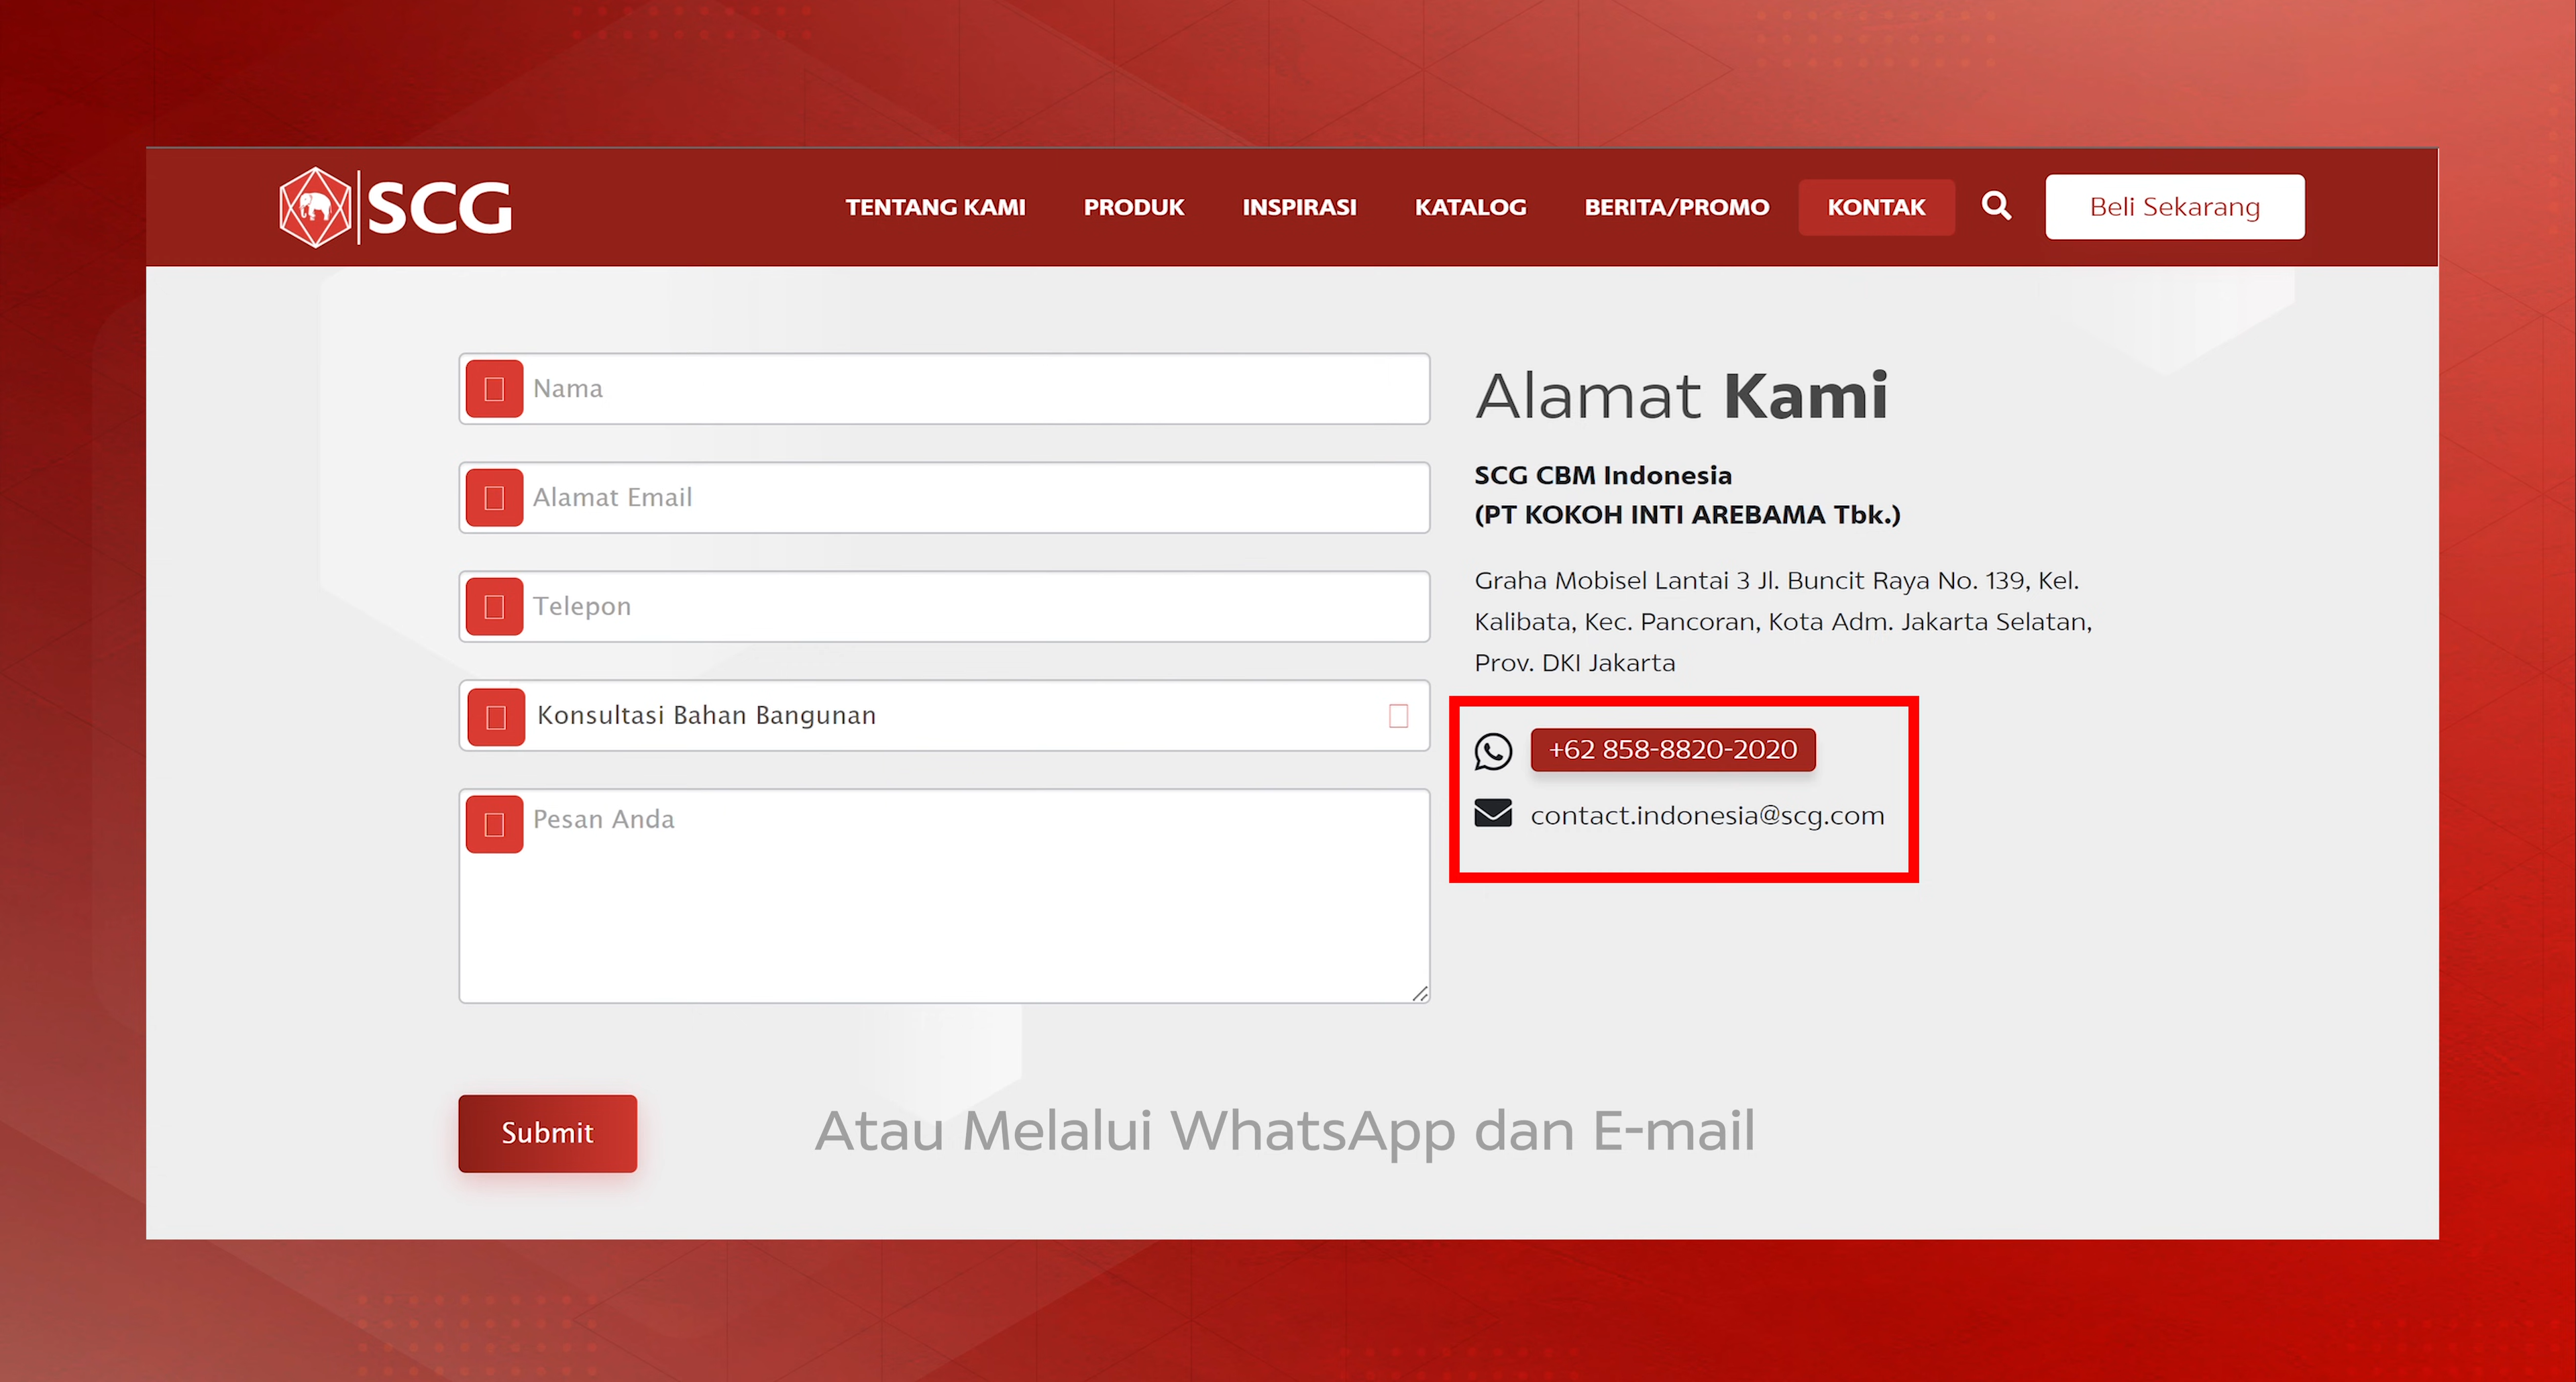 SCG
TENTANG KAMI
PRODUK
INSPIRASI
KATALOG
BERITA/PROMO
KONTAK
Beli Sekarang
Nama
Alamat Email
Telepon
Konsultasi Bahan Bangunan
Pesan Anda
Submit
Alamat Kami
SCG CBM Indonesia
(PT KOKOH INTI AREBAMA Tbk.)
Graha Mobisel Lantai 3 Jl. Buncit Raya No. 139, Kel.
Kalibata, Kec. Pancoran, Kota Adm. Jakarta Selatan,
Prov. DKI Jakarta
+62 858-8820-2020
contact.indonesia@scg.com
Atau Melalui WhatsApp dan E-mail